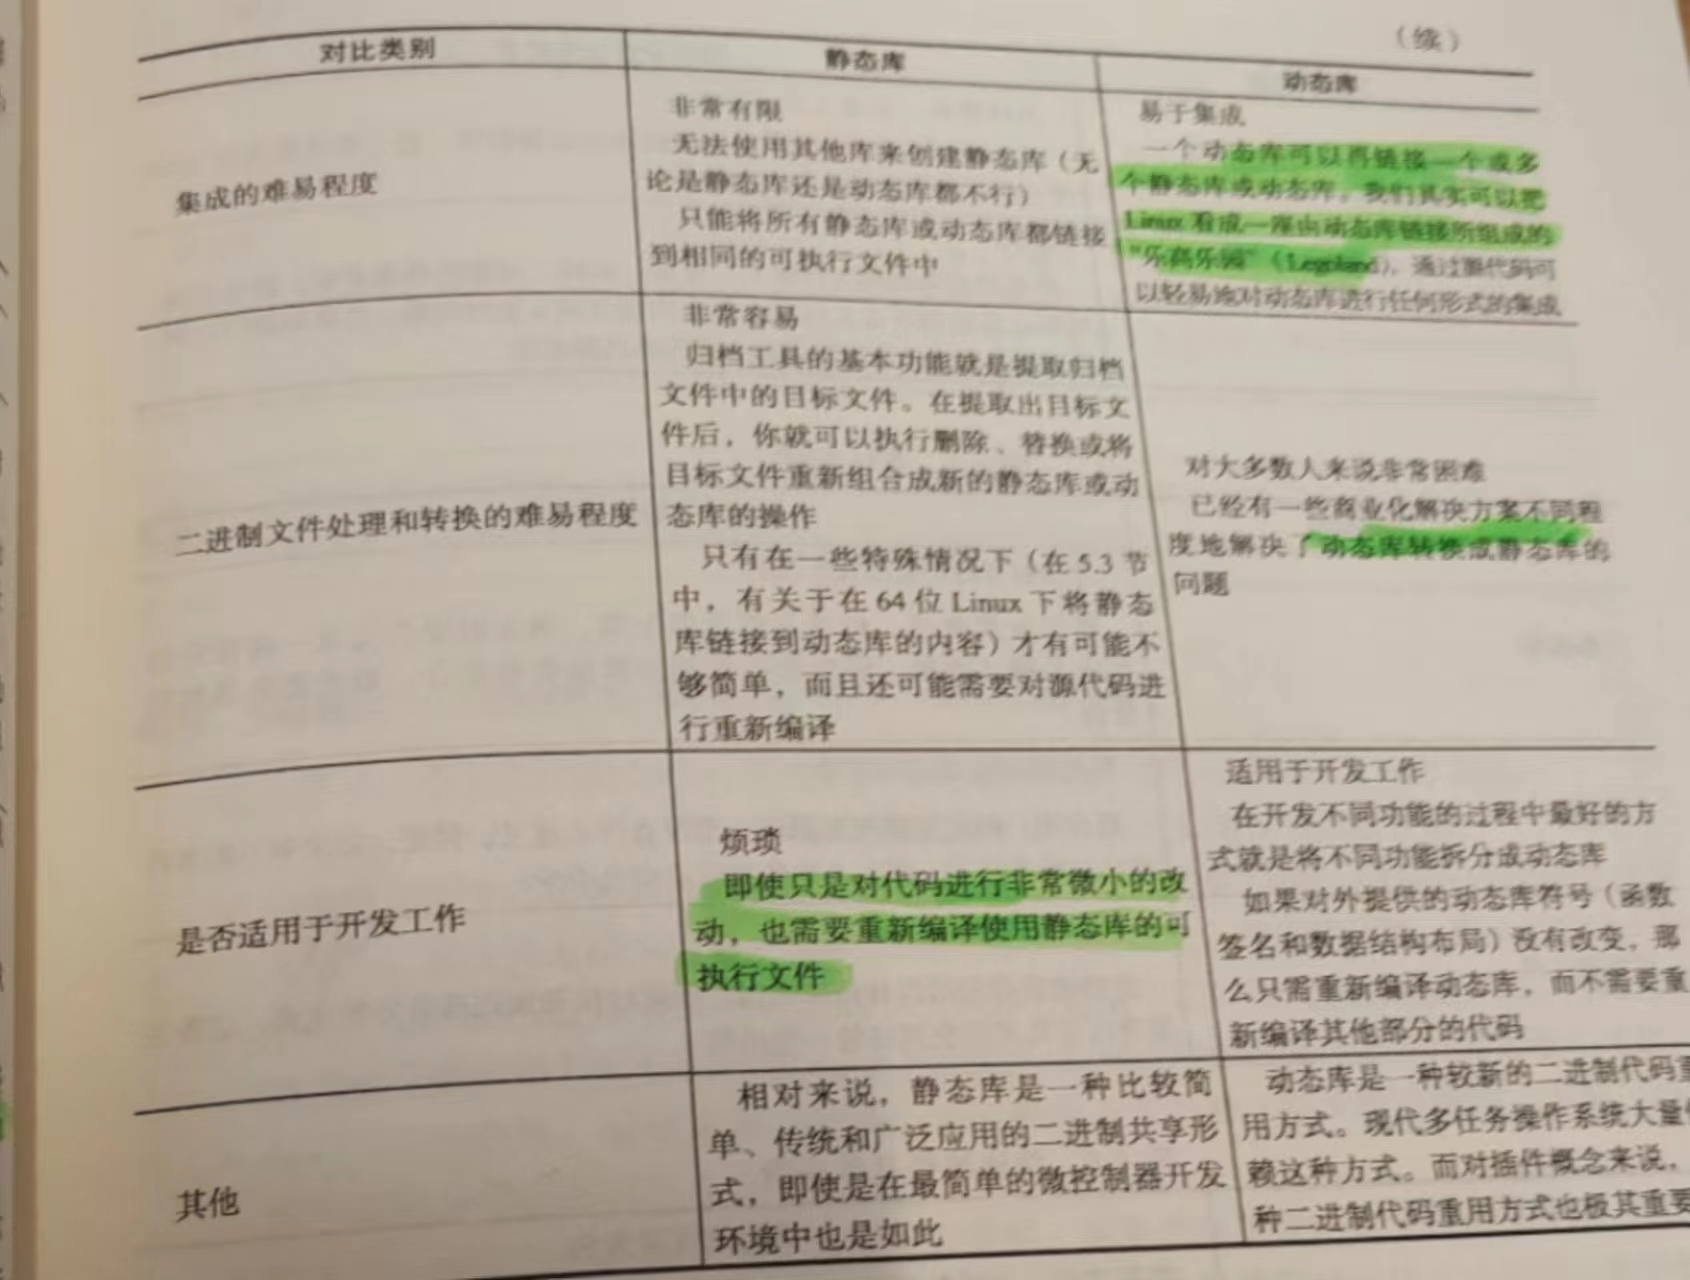 （续）
对比类别
静态库
动态库
集成的难易程度
非常有限
无法使用其他库来创建静态库（无
论是静态库还是动态库都不行）
只能将所有静态库或动态库都链接
到相同的可执行文件中
易于集成
一个动态库可以再链接一个或多
个静态库或动态库。我们其实可以把
Linux 看成一座由动态库链接所组成的
“乐高乐园”（Legoland），通过源代码可
以轻易地对动态库进行任何形式的集成
二进制文件处理和转换的难易程度
非常容易
归档工具的基本功能就是提取归档
文件中的目标文件。在提取出目标文
件后，你就可以执行删除、替换或将
目标文件重新组合成新的静态库或动
态库的操作
只有在一些特殊情况下（在 5.3 节
中，有关于在 64 位 Linux 下将静态
库链接到动态库的内容）才有可能不
够简单，而且还可能需要对源代码进
行重新编译
对大多数人来说非常困难
已经有一些商业化解决方案不同程
度地解决了动态库转换成静态库的
问题
是否适用于开发工作
烦琐
即使只是对代码进行非常微小的改
动，也需要重新编译使用静态库的可
执行文件
适用于开发工作
在开发不同功能的过程中最好的方
式就是将不同功能拆分成动态库
如果对外提供的动态库符号（函数
签名和数据结构布局）没有改变，那
么只需重新编译动态库，而不需要重
新编译其他部分的代码
其他
相对来说，静态库是一种比较简
单、传统和广泛应用的二进制共享形
式，即使是在最简单的微控制器开发
环境中也是如此
动态库是一种较新的二进制代码重
用方式。现代多任务操作系统大量
赖这种方式。而对插件概念来说，
种二进制代码重用方式也极其重要